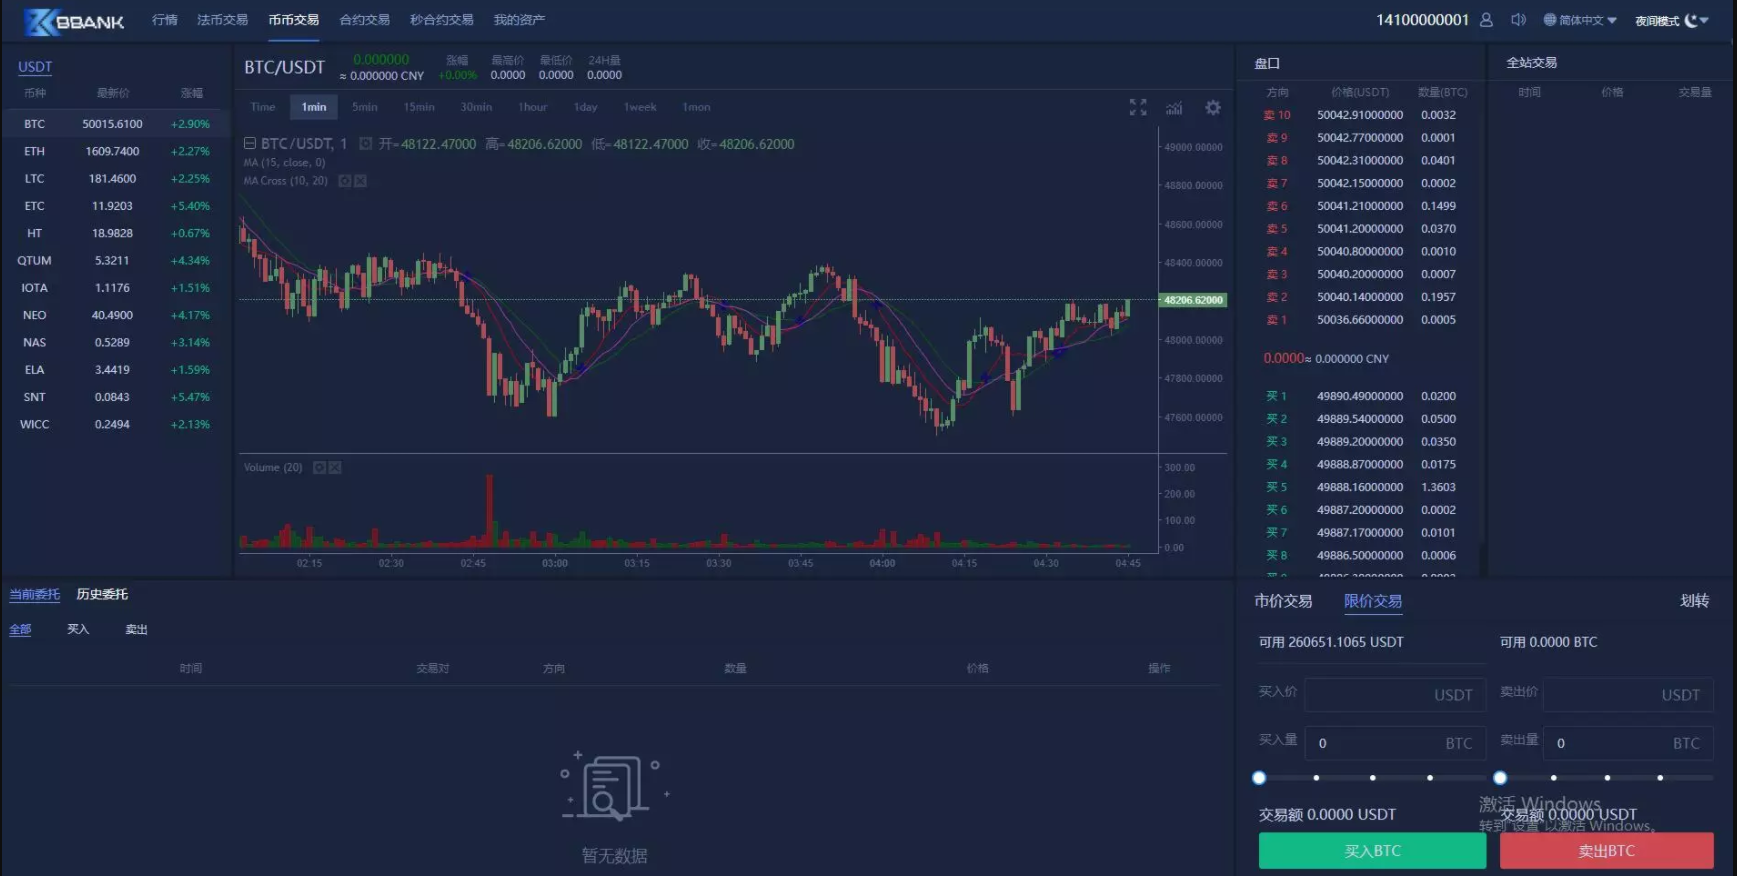 BBANK 行情 法币交易 币币交易 合约交易 秒合约交易 我的资产 14100000001 简体中文 夜间模式
USDT
币种 最新价 涨幅
BTC 50015.6100 +2.90%
ETH 1609.7400 +2.27%
LTC 181.4600 +2.25%
ETC 11.9203 +5.40%
HT 18.9828 +0.67%
QTUM 5.3211 +4.34%
IOTA 1.1176 +1.51%
NEO 40.4900 +4.17%
NAS 0.5289 +3.14%
ELA 3.4419 +1.59%
SNT 0.0843 +5.47%
WICC 0.2494 +2.13%
BTC/USDT
0.000000 涨幅 最高价 最低价 24H量
≈ 0.000000 CNY +0.00% 0.0000 0.0000 0.0000
Time 1min 5min 15min 30min 1hour 1day 1week 1mon
BTC/USDT, 1 开=48122.47000 高=48206.62000 低=48122.47000 收=48206.62000
MA (15, close, 0)
MA Cross (10, 20)
49000.00000
48800.00000
48600.00000
48400.00000
48206.62000
48000.00000
47800.00000
47600.00000
Volume (20)
300.00
200.00
100.00
0.00
02:15 02:30 02:45 03:00 03:15 03:30 03:45 04:00 04:15 04:30 04:45
盘口
方向 价格(USDT) 数量(BTC)
卖 10 50042.91000000 0.0032
卖 9 50042.77000000 0.0001
卖 8 50042.31000000 0.0401
卖 7 50042.15000000 0.0002
卖 6 50041.21000000 0.1499
卖 5 50041.20000000 0.0370
卖 4 50040.80000000 0.0010
卖 3 50040.20000000 0.0007
卖 2 50040.14000000 0.1957
卖 1 50036.66000000 0.0005
0.0000≈ 0.000000 CNY
买 1 49890.49000000 0.0200
买 2 49889.54000000 0.0500
买 3 49889.20000000 0.0350
买 4 49888.87000000 0.0175
买 5 49888.16000000 1.3603
买 6 49887.20000000 0.0002
买 7 49887.17000000 0.0101
买 8 49886.50000000 0.0006
全站交易
时间 价格 交易量
当前委托 历史委托
全部 买入 卖出
时间 交易对 方向 数量 价格 操作
暂无数据
市价交易 限价交易 划转
可用 260651.1065 USDT 可用 0.0000 BTC
买入价 USDT 卖出价 USDT
买入量 0 BTC 卖出量 0 BTC
激活 Windows
交易额 0.0000 USDT 交易额 0.0000 USDT
转到"设置"以激活 Windows。
买入BTC 卖出BTC